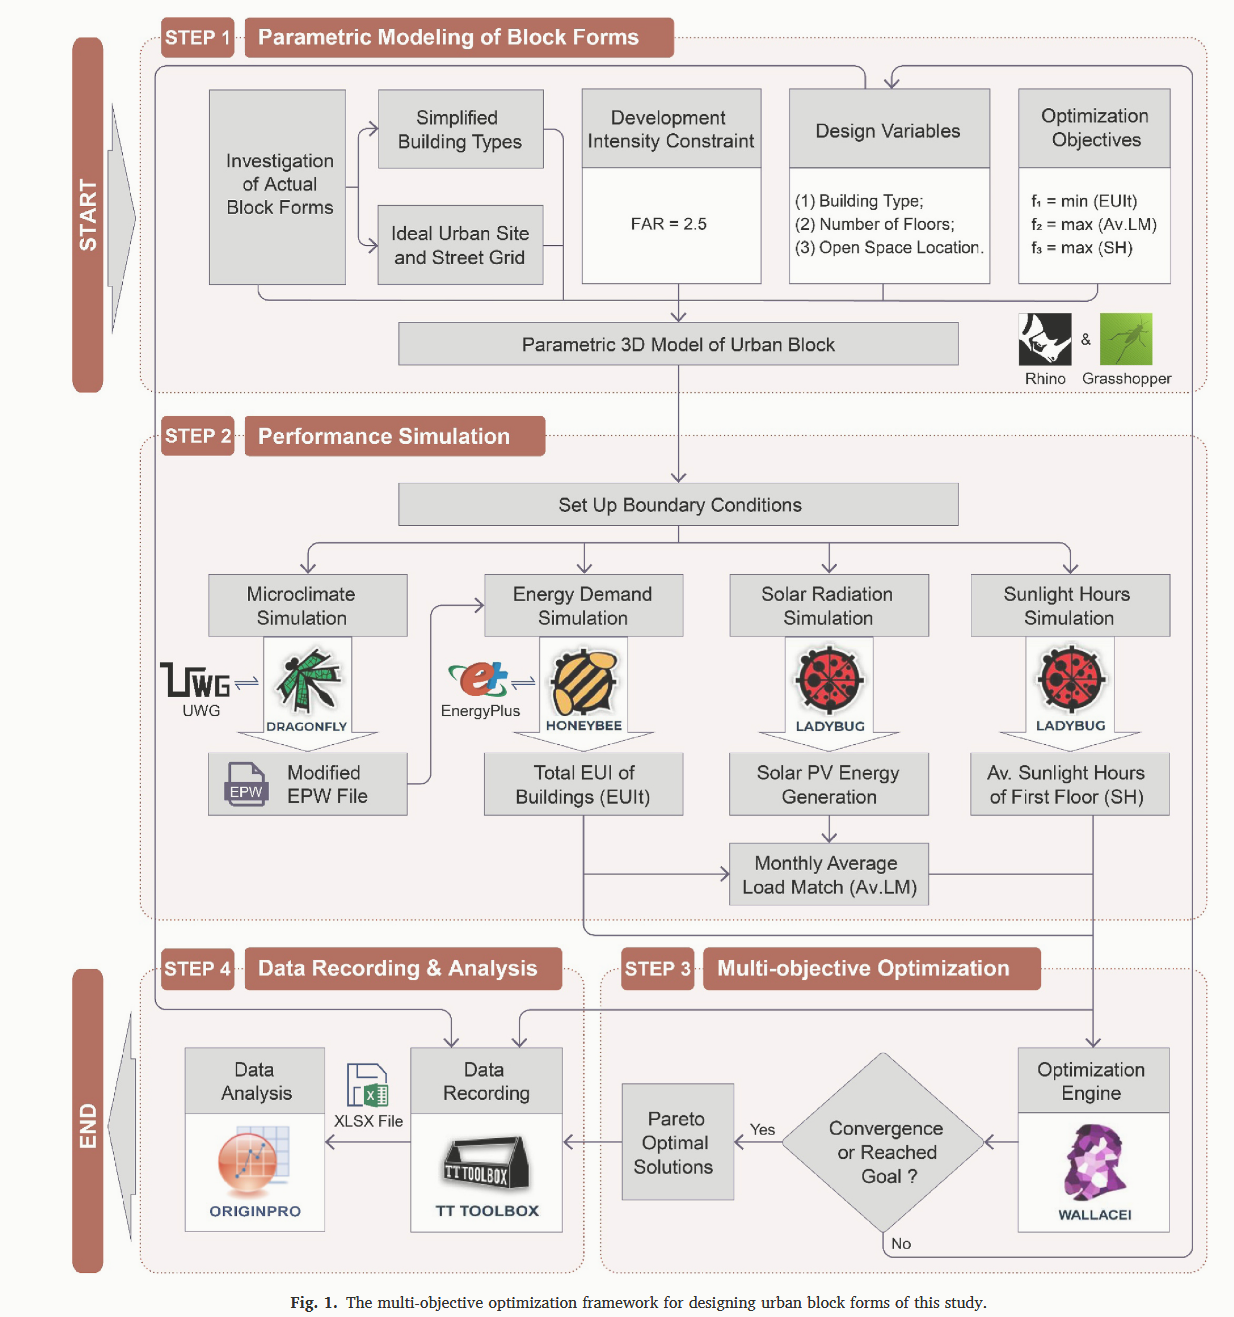 STEP 1
Parametric Modeling of Block Forms
START
Investigation
of Actual
Block Forms
Simplified
Building Types
Ideal Urban Site
and Street Grid
Development
Intensity Constraint
FAR = 2.5
Design Variables
(1) Building Type;
(2) Number of Floors;
(3) Open Space Location.
Optimization
Objectives
f₁ = min (EUIt)
f₂ = max (Av.LM)
f₃ = max (SH)
Parametric 3D Model of Urban Block
&
Rhino
Grasshopper
STEP 2
Performance Simulation
Set Up Boundary Conditions
Microclimate
Simulation
Energy Demand
Simulation
Solar Radiation
Simulation
Sunlight Hours
Simulation
UWG
UWG
DRAGONFLY
EnergyPlus
HONEYBEE
LADYBUG
LADYBUG
EPW
Modified
EPW File
Total EUI of
Buildings (EUIt)
Solar PV Energy
Generation
Av. Sunlight Hours
of First Floor (SH)
Monthly Average
Load Match (Av.LM)
STEP 4
Data Recording & Analysis
STEP 3
Multi-objective Optimization
END
Data
Analysis
ORIGINPRO
XLSX File
Data
Recording
TT TOOLBOX
TT TOOLBOX
Pareto
Optimal
Solutions
Yes
Convergence
or Reached
Goal ?
No
Optimization
Engine
WALLACEI
Fig. 1. The multi-objective optimization framework for designing urban block forms of this study.